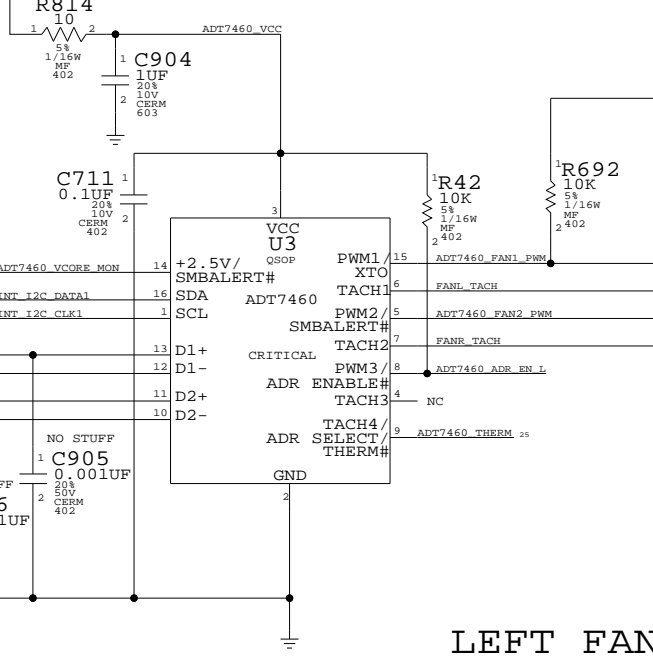 R814
10
1 2
5%
1/16W
MF
402
ADT7460_VCC
1 C904
1UF
20%
10V
2 CERM
603
C711 1
0.1UF
20%
10V 2
CERM
402
1 R42
10K
5%
1/16W
MF
2 402
1 R692
10K
5%
1/16W
MF
2 402
3
VCC
U3
QSOP
ADT7460
CRITICAL
ADT7460_VCORE_MON 14 +2.5V/
SMBALERT#
INT_I2C_DATA1 16 SDA
INT_I2C_CLK1 1 SCL
13 D1+
12 D1-
11 D2+
10 D2-
PWM1/ 15 ADT7460_FAN1_PWM
XTO
TACH1 6 FANL_TACH
PWM2/ 5 ADT7460_FAN2_PWM
SMBALERT#
TACH2 7 FANR_TACH
PWM3/ 8 ADT7460_ADR_EN_L
ADR ENABLE#
TACH3 4 NC
TACH4/
ADR SELECT/ 9 ADT7460_THERM 25
THERM#
GND
2
NO STUFF
1 C905
0.001UF
20%
50V
2 CERM
402
FF
6
1UF
LEFT FAN